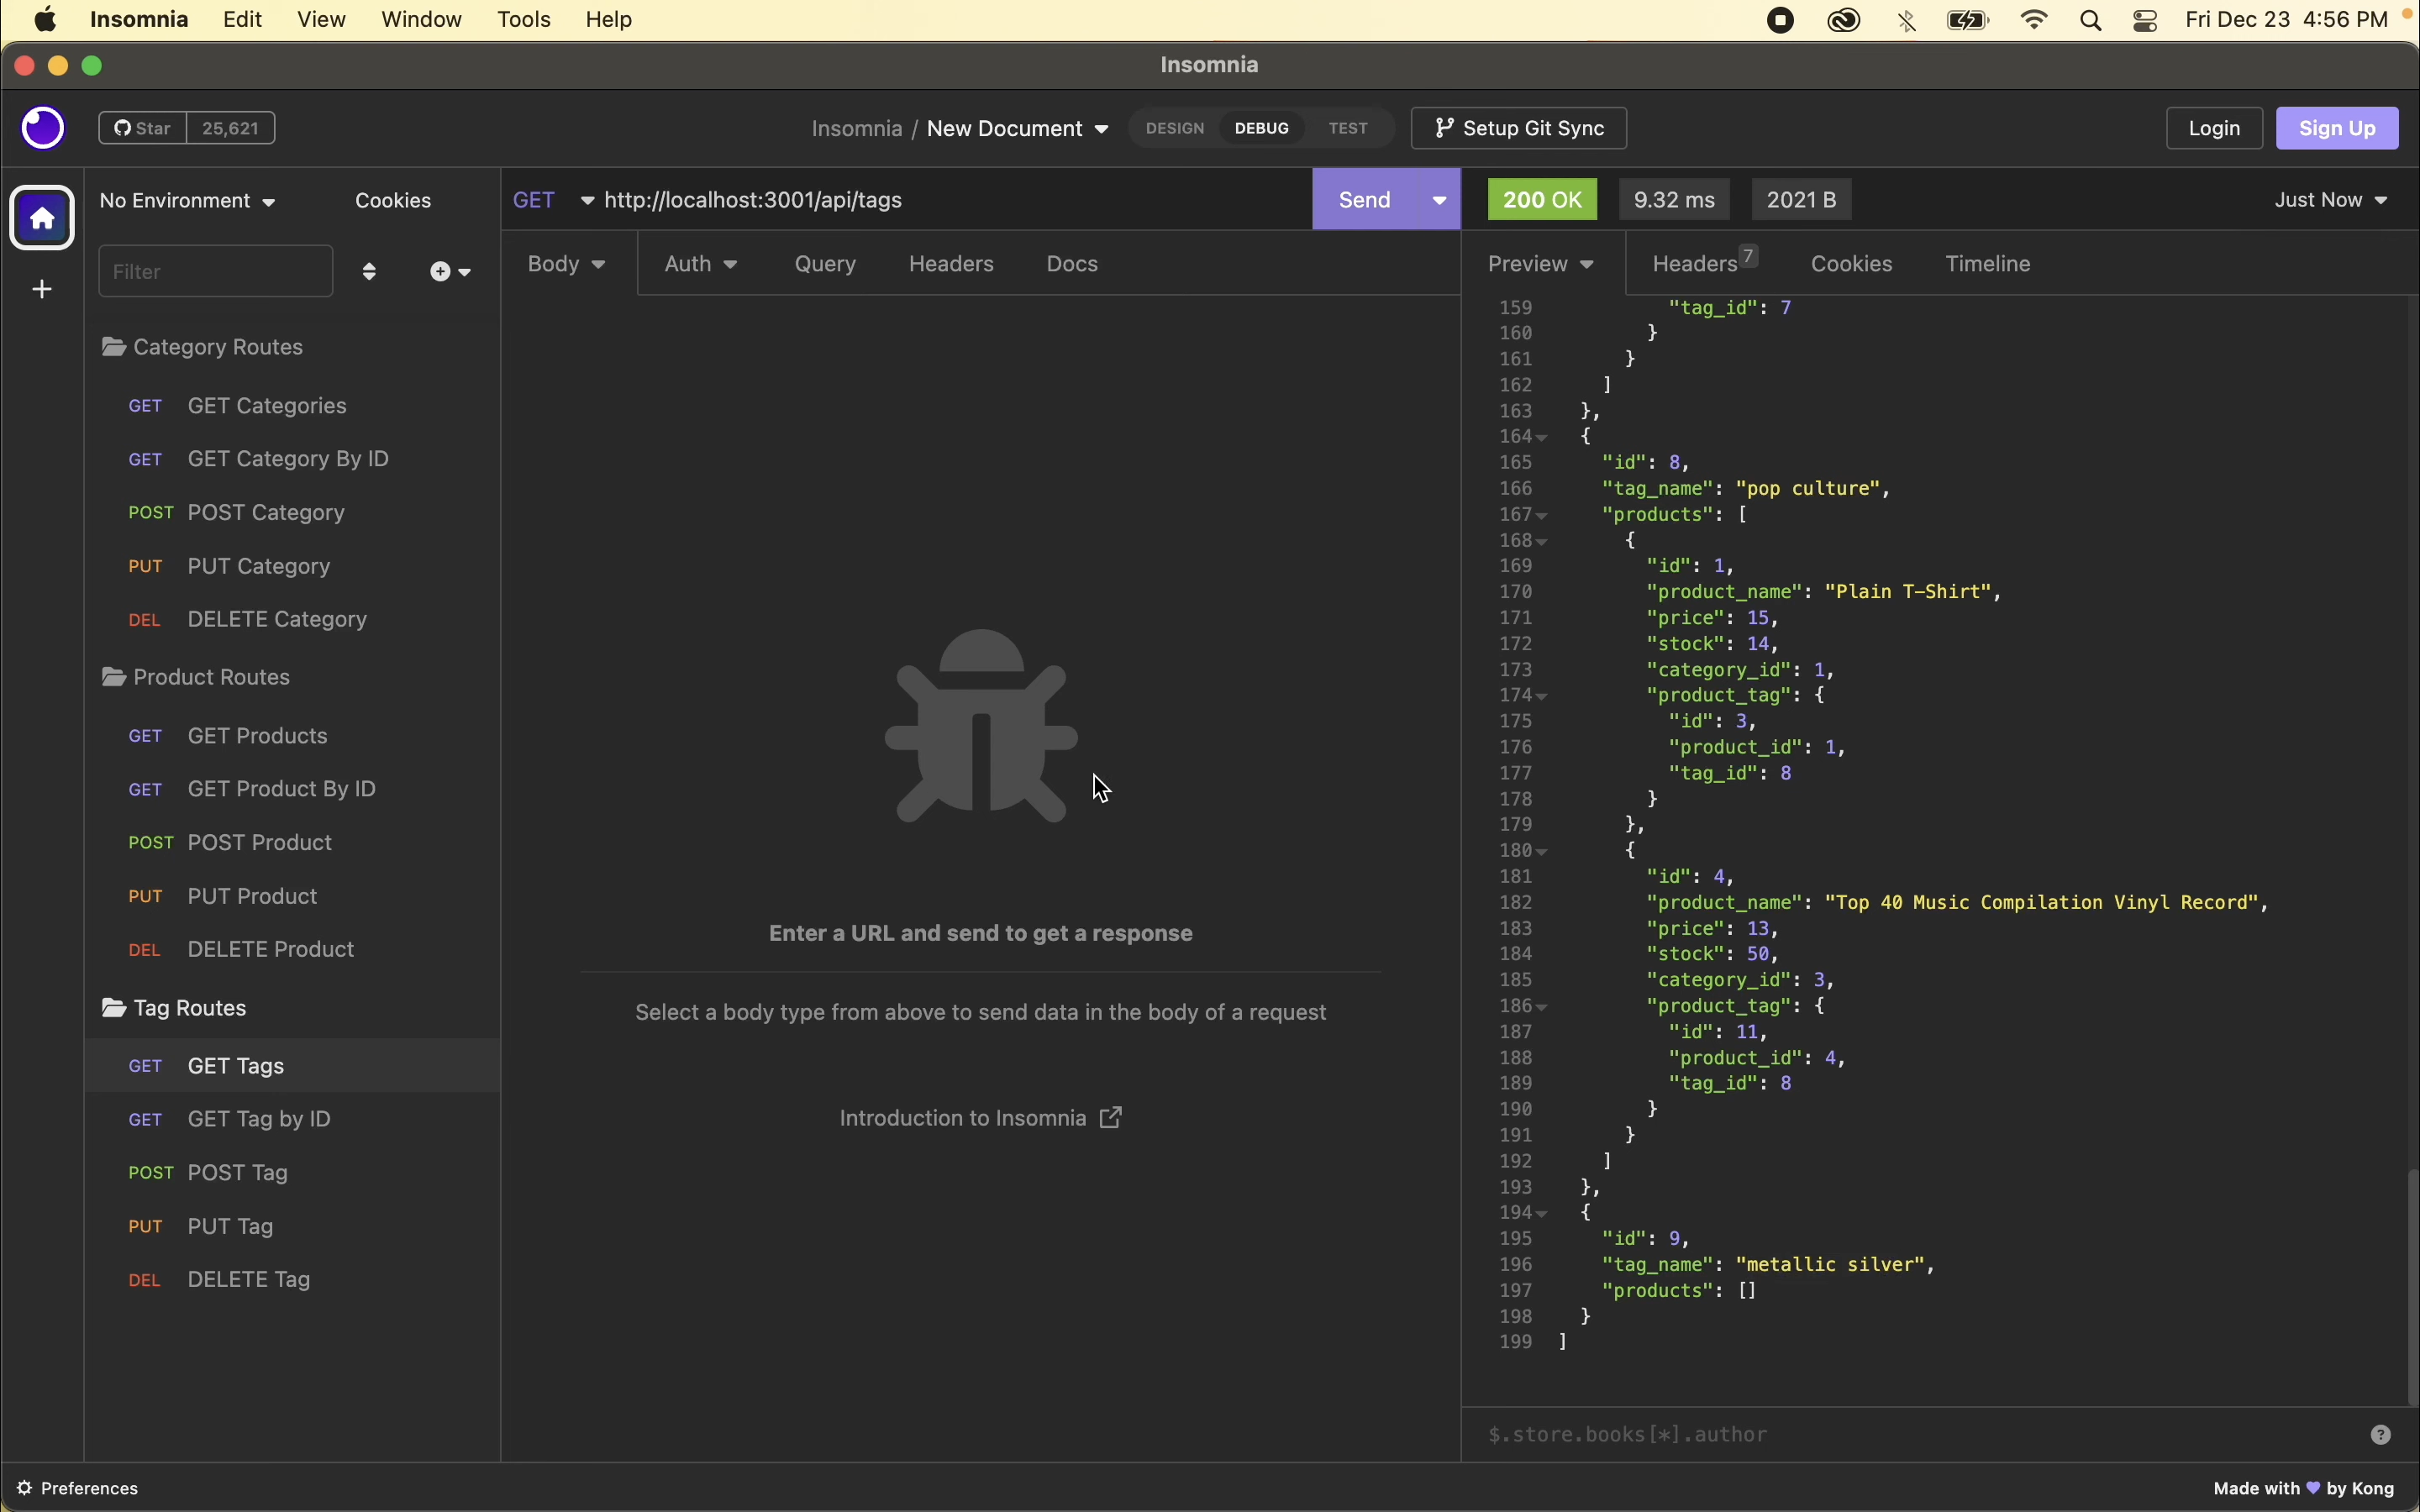 Insomnia Edit View Window Tools Help Fri Dec 23 4:56 PM
Insomnia
Star 25,621 Insomnia / New Document DESIGN DEBUG TEST Setup Git Sync Login Sign Up
No Environment Cookies
Filter
Category Routes
GET GET Categories
GET GET Category By ID
POST POST Category
PUT PUT Category
DEL DELETE Category
Product Routes
GET GET Products
GET GET Product By ID
POST POST Product
PUT PUT Product
DEL DELETE Product
Tag Routes
GET GET Tags
GET GET Tag by ID
POST POST Tag
PUT PUT Tag
DEL DELETE Tag
GET http://localhost:3001/api/tags Send
Body Auth Query Headers Docs
Enter a URL and send to get a response
Select a body type from above to send data in the body of a request
Introduction to Insomnia
200 OK 9.32 ms 2021 B Just Now
Preview Headers 7 Cookies Timeline
159 "tag_id": 7
160 }
161 }
162 ]
163 },
164 {
165 "id": 8,
166 "tag_name": "pop culture",
167 "products": [
168 {
169 "id": 1,
170 "product_name": "Plain T-Shirt",
171 "price": 15,
172 "stock": 14,
173 "category_id": 1,
174 "product_tag": {
175 "id": 3,
176 "product_id": 1,
177 "tag_id": 8
178 }
179 },
180 {
181 "id": 4,
182 "product_name": "Top 40 Music Compilation Vinyl Record",
183 "price": 13,
184 "stock": 50,
185 "category_id": 3,
186 "product_tag": {
187 "id": 11,
188 "product_id": 4,
189 "tag_id": 8
190 }
191 }
192 ]
193 },
194 {
195 "id": 9,
196 "tag_name": "metallic silver",
197 "products": []
198 }
199 ]
$.store.books[*].author ?
Preferences
Made with 💜 by Kong